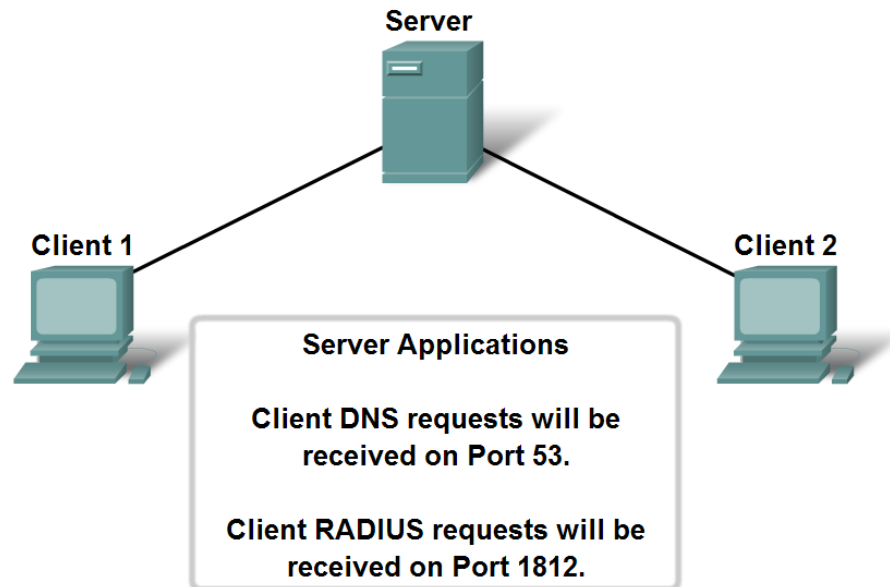 Server
Client 1
Client 2
Server Applications
Client DNS requests will be
received on Port 53.
Client RADIUS requests will be
received on Port 1812.